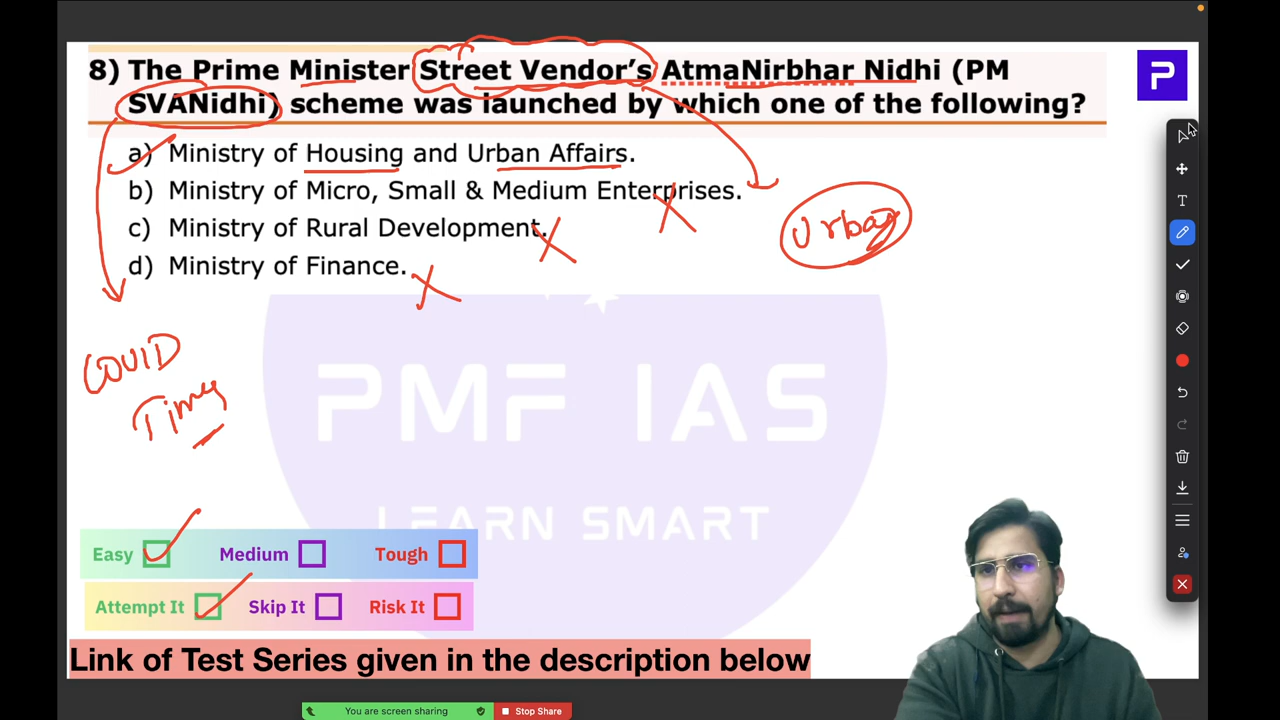 8) The Prime Minister Street Vendor's AtmaNirbhar Nidhi (PM
SVANidhi) scheme was launched by which one of the following?
a) Ministry of Housing and Urban Affairs.
b) Ministry of Micro, Small & Medium Enterprises.
c) Ministry of Rural Development.
d) Ministry of Finance.
Urban
COVID
Times
PMF IAS
LEARN SMART
Easy Medium Tough
Attempt It Skip It Risk It
Link of Test Series given in the description below
You are screen sharing Stop Share
P
T